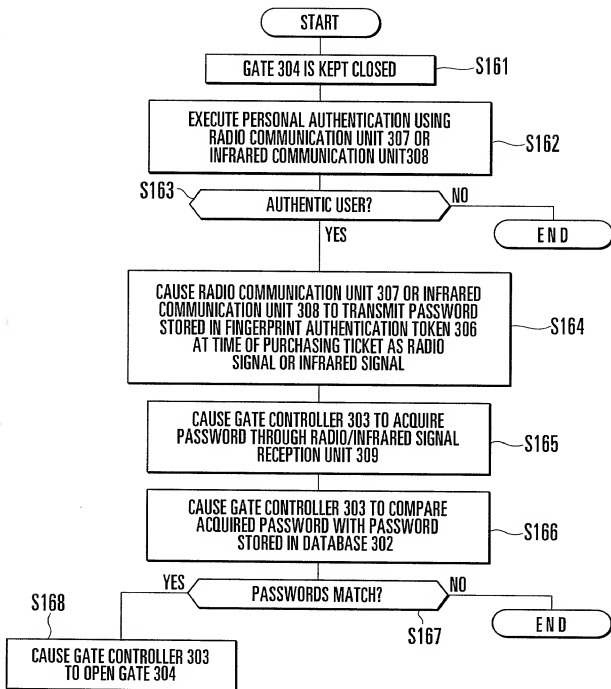 START
GATE 304 IS KEPT CLOSED
S161
EXECUTE PERSONAL AUTHENTICATION USING
RADIO COMMUNICATION UNIT 307 OR
INFRARED COMMUNICATION UNIT308
S162
S163
AUTHENTIC USER?
NO
YES
END
CAUSE RADIO COMMUNICATION UNIT 307 OR INFRARED
COMMUNICATION UNIT 308 TO TRANSMIT PASSWORD
STORED IN FINGERPRINT AUTHENTICATION TOKEN 306
AT TIME OF PURCHASING TICKET AS RADIO
SIGNAL OR INFRARED SIGNAL
S164
CAUSE GATE CONTROLLER 303 TO ACQUIRE
PASSWORD THROUGH RADIO/INFRARED SIGNAL
RECEPTION UNIT 309
S165
CAUSE GATE CONTROLLER 303 TO COMPARE
ACQUIRED PASSWORD WITH PASSWORD
STORED IN DATABASE 302
S166
YES
PASSWORDS MATCH?
NO
S167
END
S168
CAUSE GATE CONTROLLER 303
TO OPEN GATE 304